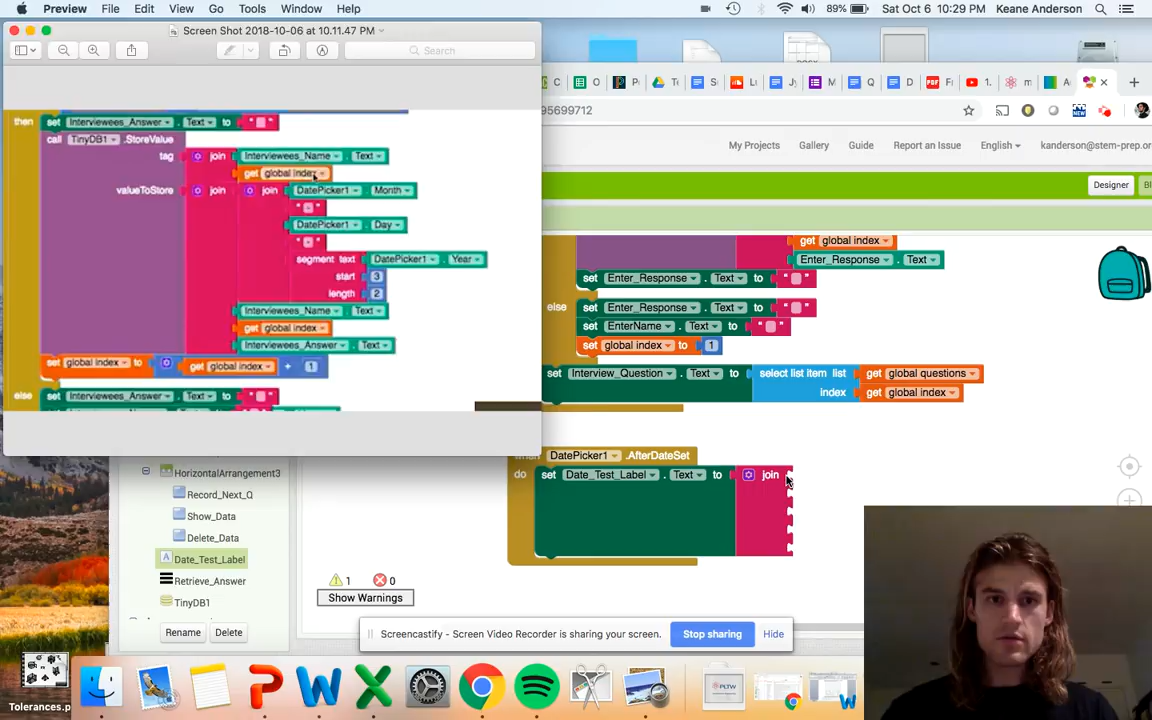 Preview File Edit View Go Tools Window Help 89% Sat Oct 6 10:29 PM Keane Anderson
Screen Shot 2018-10-06 at 10.11.47 PM
Search
then set Interviewees_Answer . Text to " "
call TinyDB1 .StoreValue
tag join Interviewees_Name . Text
get global index
valueToStore join join DatePicker1 . Month
DatePicker1 . Day
segment text DatePicker1 . Year
start 3
length 2
Interviewees_Name . Text
get global index
Interviewees_Answer . Text
set global index to get global index + 1
else set Interviewees_Answer . Text to " "
95699712
My Projects Gallery Guide Report an Issue English kanderson@stem-prep.or
Designer Bl
get global index
Enter_Response . Text
set Enter_Response . Text to " "
else set Enter_Response . Text to " "
set EnterName . Text to " "
set global index to 1
set Interview_Question . Text to select list item list get global questions
index get global index
when DatePicker1 .AfterDateSet
do set Date_Test_Label . Text to join
HorizontalArrangement3
Record_Next_Q
Show_Data
Delete_Data
Date_Test_Label
Retrieve_Answer
TinyDB1
Rename Delete
1 0
Show Warnings
Screencastify - Screen Video Recorder is sharing your screen. Stop sharing Hide
PLTW
Tolerances.p